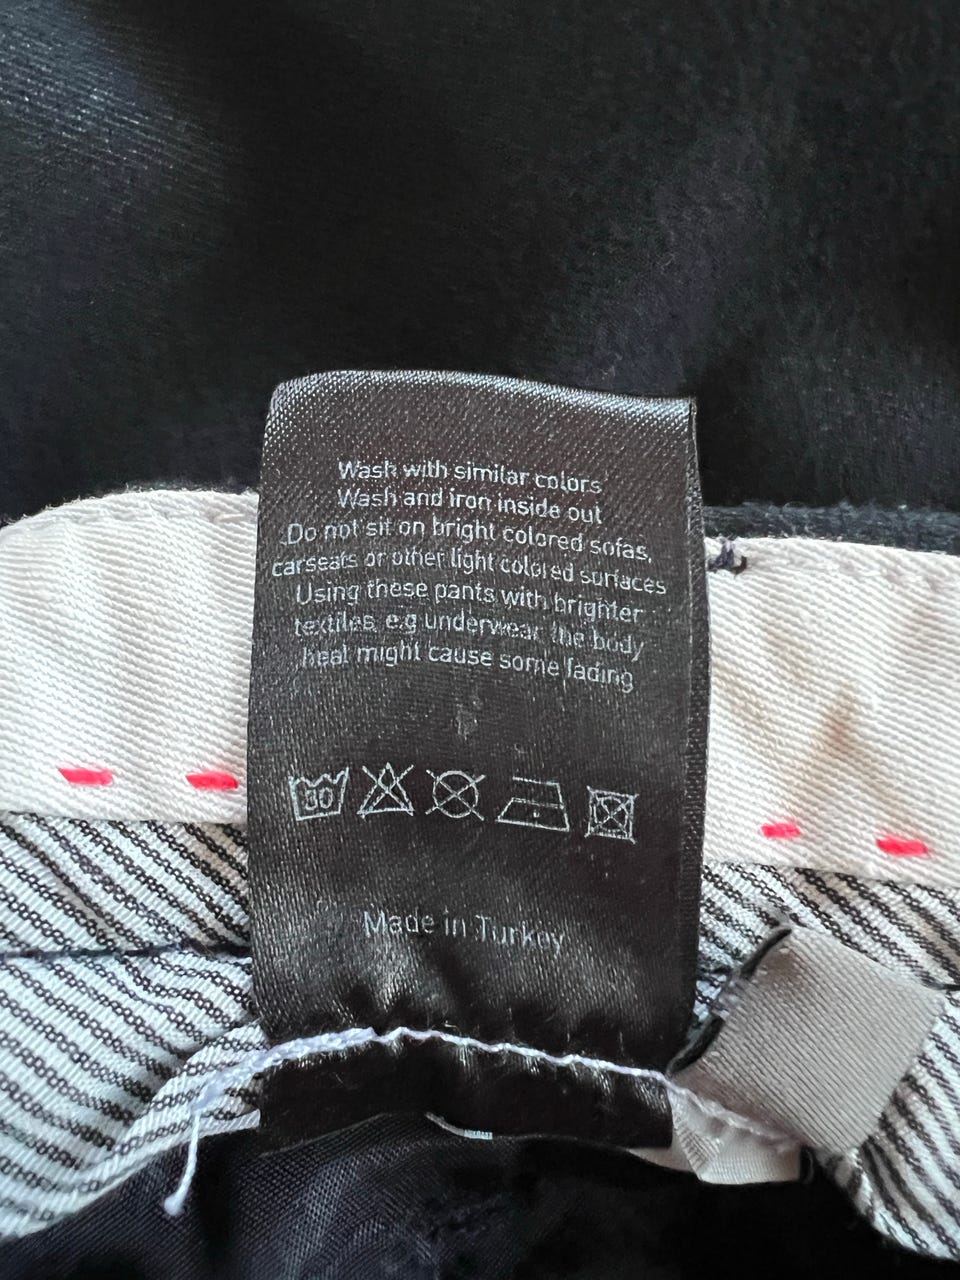 Wash with similar colors
Wash and iron inside out
Do not sit on bright colored sofas,
carseats or other light colored surfaces
Using these pants with brighter
textiles, e.g underwear, the body
heat might cause some fading
30
Made in Turkey